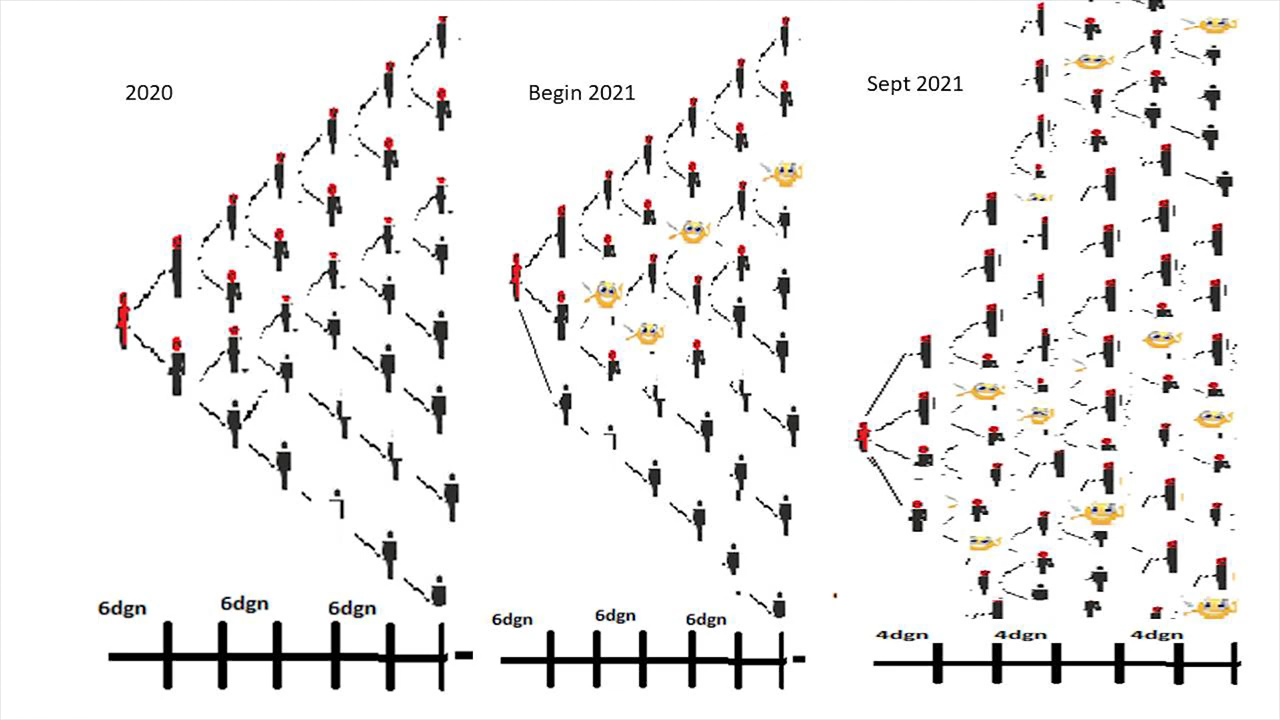 2020
Begin 2021
Sept 2021
6dgn 6dgn 6dgn
6dgn 6dgn 6dgn
4dgn 4dgn 4dgn